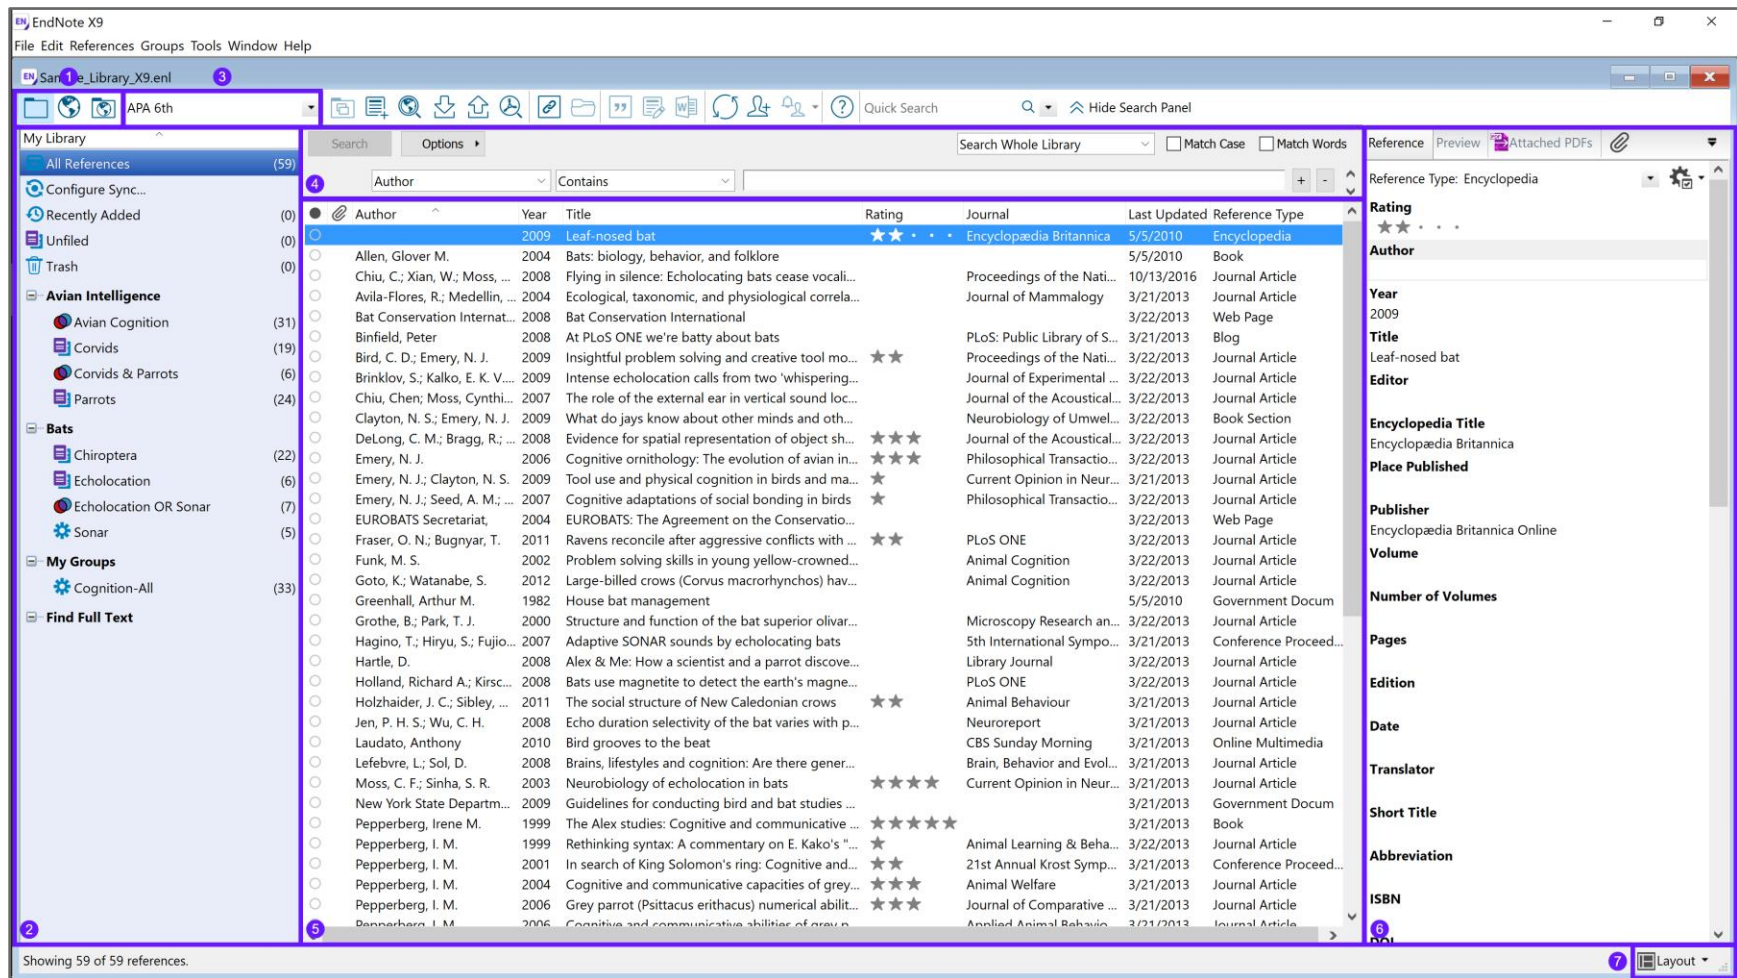 EndNote X9
File Edit References Groups Tools Window Help
Sam e_Library_X9.enl
1
3
APA 6th
Quick Search
Hide Search Panel
My Library
All References (59)
Configure Sync...
Recently Added (0)
Unfiled (0)
Trash (0)
Avian Intelligence
Avian Cognition (31)
Corvids (19)
Corvids & Parrots (6)
Parrots (24)
Bats
Chiroptera (22)
Echolocation (6)
Echolocation OR Sonar (7)
Sonar (5)
My Groups
Cognition-All (33)
Find Full Text
2
Search Options Search Whole Library Match Case Match Words
4 Author Contains + -
Author Year Title Rating Journal Last Updated Reference Type
2009 Leaf-nosed bat Encyclopædia Britannica 5/5/2010 Encyclopedia
Allen, Glover M. 2004 Bats: biology, behavior, and folklore 5/5/2010 Book
Chiu, C.; Xian, W.; Moss, ... 2008 Flying in silence: Echolocating bats cease vocali... Proceedings of the Nati... 10/13/2016 Journal Article
Avila-Flores, R.; Medellin, ... 2004 Ecological, taxonomic, and physiological correla... Journal of Mammalogy 3/21/2013 Journal Article
Bat Conservation Internat... 2008 Bat Conservation International 3/22/2013 Web Page
Binfield, Peter 2008 At PLoS ONE we're batty about bats PLoS: Public Library of S... 3/21/2013 Blog
Bird, C. D.; Emery, N. J. 2009 Insightful problem solving and creative tool mo... Proceedings of the Nati... 3/22/2013 Journal Article
Brinklov, S.; Kalko, E. K. V.... 2009 Intense echolocation calls from two 'whispering... Journal of Experimental ... 3/22/2013 Journal Article
Chiu, Chen; Moss, Cynthi... 2007 The role of the external ear in vertical sound loc... Journal of the Acoustical... 3/21/2013 Journal Article
Clayton, N. S.; Emery, N. J. 2009 What do jays know about other minds and oth... Neurobiology of Umwel... 3/22/2013 Book Section
DeLong, C. M.; Bragg, R.; ... 2008 Evidence for spatial representation of object sh... Journal of the Acoustical... 3/21/2013 Journal Article
Emery, N. J. 2006 Cognitive ornithology: The evolution of avian in... Philosophical Transactio... 3/22/2013 Journal Article
Emery, N. J.; Clayton, N. S. 2009 Tool use and physical cognition in birds and ma... Current Opinion in Neur... 3/21/2013 Journal Article
Emery, N. J.; Seed, A. M.; ... 2007 Cognitive adaptations of social bonding in birds Philosophical Transactio... 3/22/2013 Journal Article
EUROBATS Secretariat, 2004 EUROBATS: The Agreement on the Conservatio... 3/22/2013 Web Page
Fraser, O. N.; Bugnyar, T. 2011 Ravens reconcile after aggressive conflicts with ... PLoS ONE 3/22/2013 Journal Article
Funk, M. S. 2002 Problem solving skills in young yellow-crowned... Animal Cognition 3/22/2013 Journal Article
Goto, K.; Watanabe, S. 2012 Large-billed crows (Corvus macrorhynchos) hav... Animal Cognition 3/22/2013 Journal Article
Greenhall, Arthur M. 1982 House bat management 5/5/2010 Government Docum
Grothe, B.; Park, T. J. 2000 Structure and function of the bat superior olivar... Microscopy Research an... 3/22/2013 Journal Article
Hagino, T.; Hiryu, S.; Fujio... 2007 Adaptive SONAR sounds by echolocating bats 5th International Sympo... 3/21/2013 Conference Proceed...
Hartle, D. 2008 Alex & Me: How a scientist and a parrot discove... Library Journal 3/22/2013 Journal Article
Holland, Richard A.; Kirsc... 2008 Bats use magnetite to detect the earth's magne... PLoS ONE 3/22/2013 Journal Article
Holzhaider, J. C.; Sibley, ... 2011 The social structure of New Caledonian crows Animal Behaviour 3/21/2013 Journal Article
Jen, P. H. S.; Wu, C. H. 2008 Echo duration selectivity of the bat varies with p... Neuroreport 3/21/2013 Journal Article
Laudato, Anthony 2010 Bird grooves to the beat CBS Sunday Morning 3/21/2013 Online Multimedia
Lefebvre, L.; Sol, D. 2008 Brains, lifestyles and cognition: Are there gener... Brain, Behavior and Evol... 3/21/2013 Journal Article
Moss, C. F.; Sinha, S. R. 2003 Neurobiology of echolocation in bats Current Opinion in Neur... 3/21/2013 Journal Article
New York State Departm... 2009 Guidelines for conducting bird and bat studies ... 3/21/2013 Government Docum
Pepperberg, Irene M. 1999 The Alex studies: Cognitive and communicative ... 3/21/2013 Book
Pepperberg, I. M. 1999 Rethinking syntax: A commentary on E. Kako's "... Animal Learning & Beha... 3/22/2013 Journal Article
Pepperberg, I. M. 2001 In search of King Solomon's ring: Cognitive and... 21st Annual Krost Symp... 3/21/2013 Conference Proceed...
Pepperberg, I. M. 2004 Cognitive and communicative capacities of grey... Animal Welfare 3/21/2013 Journal Article
Pepperberg, I. M. 2006 Grey parrot (Psittacus erithacus) numerical abilit... Journal of Comparative ... 3/21/2013 Journal Article
Pepperberg, I. M. 2006 Cognitive and communicative abilities of grey p... Applied Animal Behavio... 3/21/2013 Journal Article
5
Reference Preview Attached PDFs
Reference Type: Encyclopedia
Rating
Author
Year
2009
Title
Leaf-nosed bat
Editor
Encyclopedia Title
Encyclopædia Britannica
Place Published
Publisher
Encyclopædia Britannica Online
Volume
Number of Volumes
Pages
Edition
Date
Translator
Short Title
Abbreviation
ISBN
6
DOI
Showing 59 of 59 references.
7 Layout